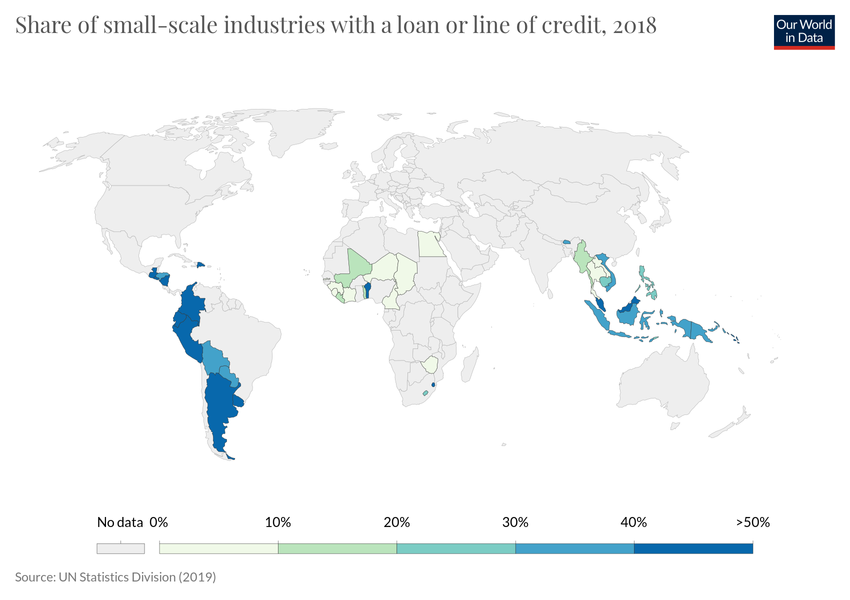 Share of small-scale industries with a loan or line of credit, 2018
Our World
in Data
No data 0% 10% 20% 30% 40% >50%
Source: UN Statistics Division (2019)